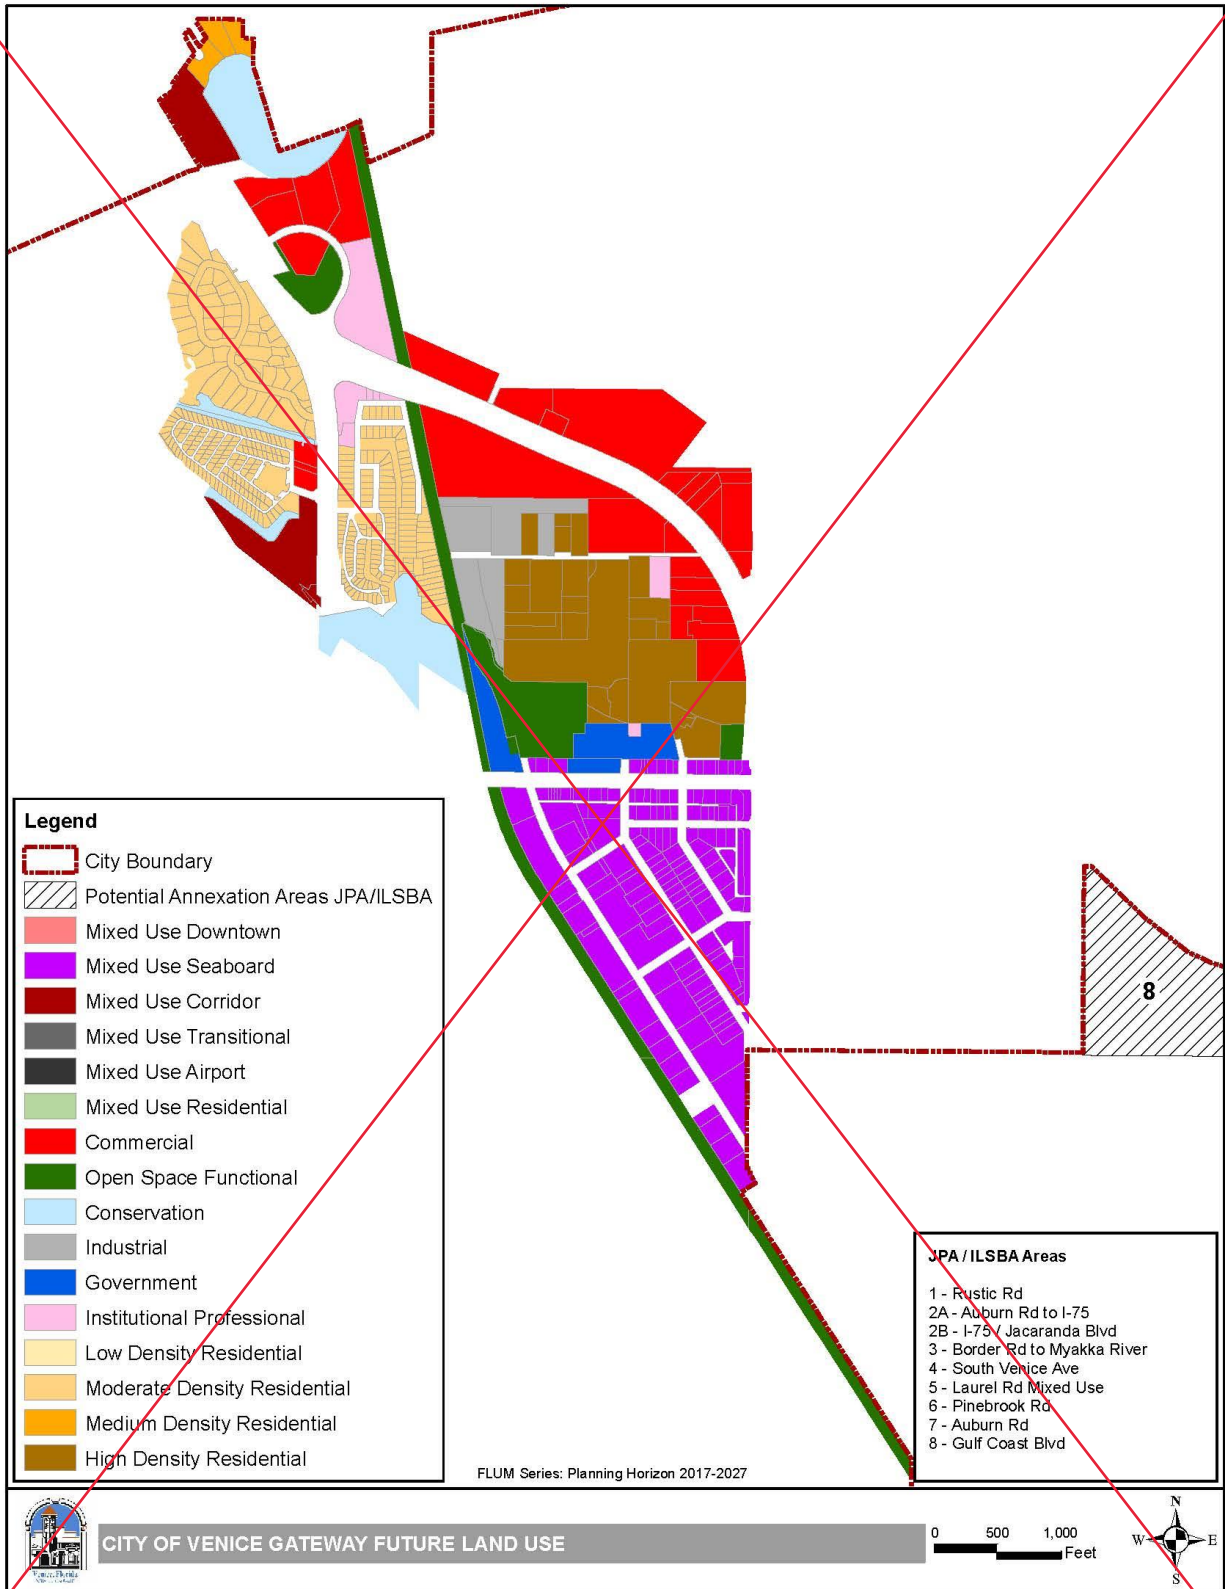 8
Legend
City Boundary
Potential Annexation Areas JPA/ILSBA
Mixed Use Downtown
Mixed Use Seaboard
Mixed Use Corridor
Mixed Use Transitional
Mixed Use Airport
Mixed Use Residential
Commercial
Open Space Functional
Conservation
Industrial
Government
Institutional Professional
Low Density Residential
Moderate Density Residential
Medium Density Residential
High Density Residential
JPA / ILSBA Areas
1 - Rustic Rd
2A - Auburn Rd to I-75
2B - I-75 / Jacaranda Blvd
3 - Border Rd to Myakka River
4 - South Venice Ave
5 - Laurel Rd Mixed Use
6 - Pinebrook Rd
7 - Auburn Rd
8 - Gulf Coast Blvd
FLUM Series: Planning Horizon 2017-2027
Venice, Florida
CITY OF VENICE GATEWAY FUTURE LAND USE
0 500 1,000
Feet
N
W E
S